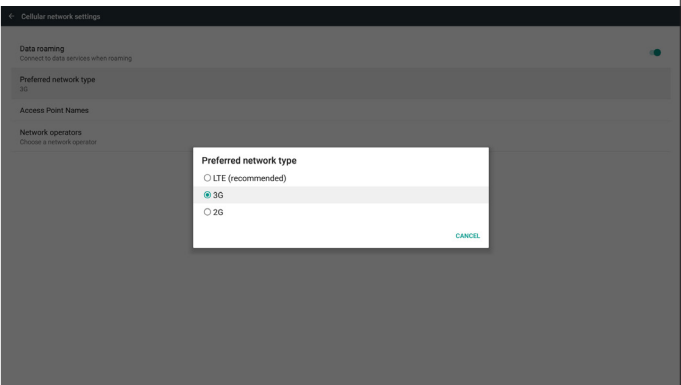 Cellular network settings
Data roaming
Connect to data services when roaming
Preferred network type
3G
Access Point Names
Network operators
Choose a network operator
Preferred network type
LTE (recommended)
3G
2G
CANCEL